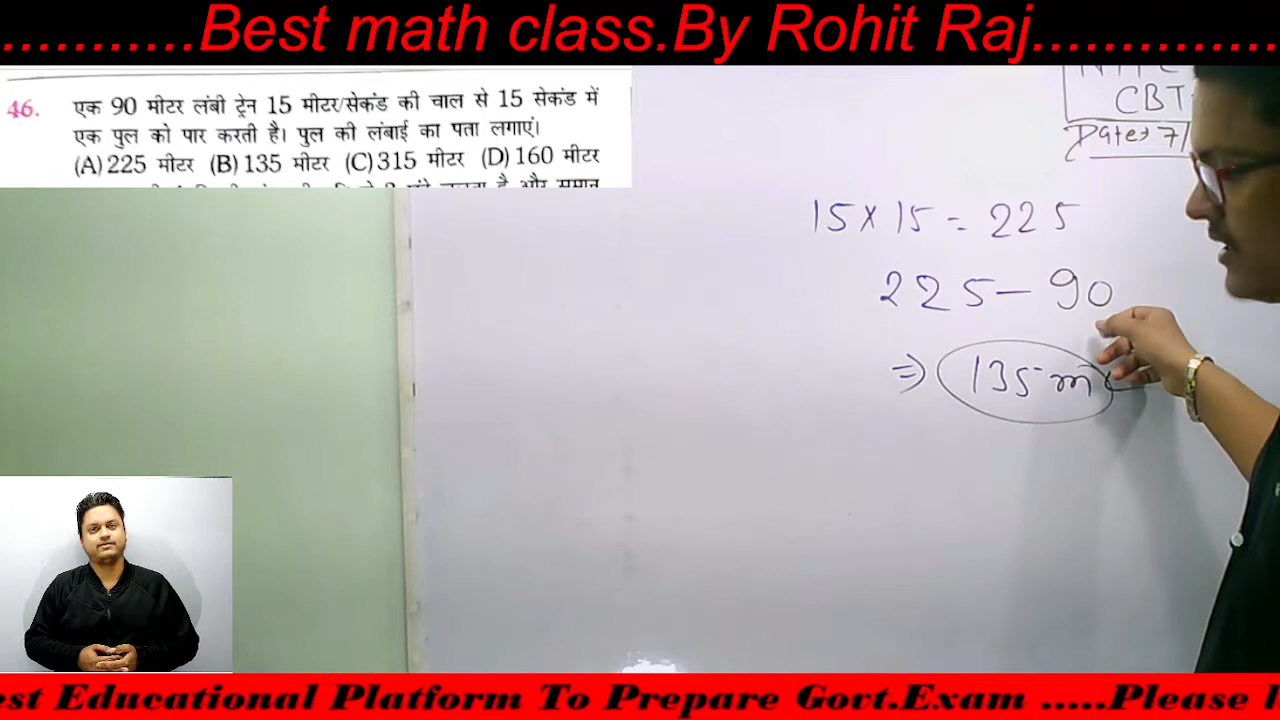 ...........Best math class.By Rohit Raj..............
46. एक 90 मीटर लंबी ट्रेन 15 मीटर/सेकंड की चाल से 15 सेकंड में
एक पुल को पार करती है। पुल की लंबाई का पता लगाएं।
(A) 225 मीटर (B) 135 मीटर (C) 315 मीटर (D) 160 मीटर
CBT
Date→ 7/
15 × 15 = 225
225 – 90
⇒ 135 m
est Educational Platform To Prepare Govt.Exam .....Please l